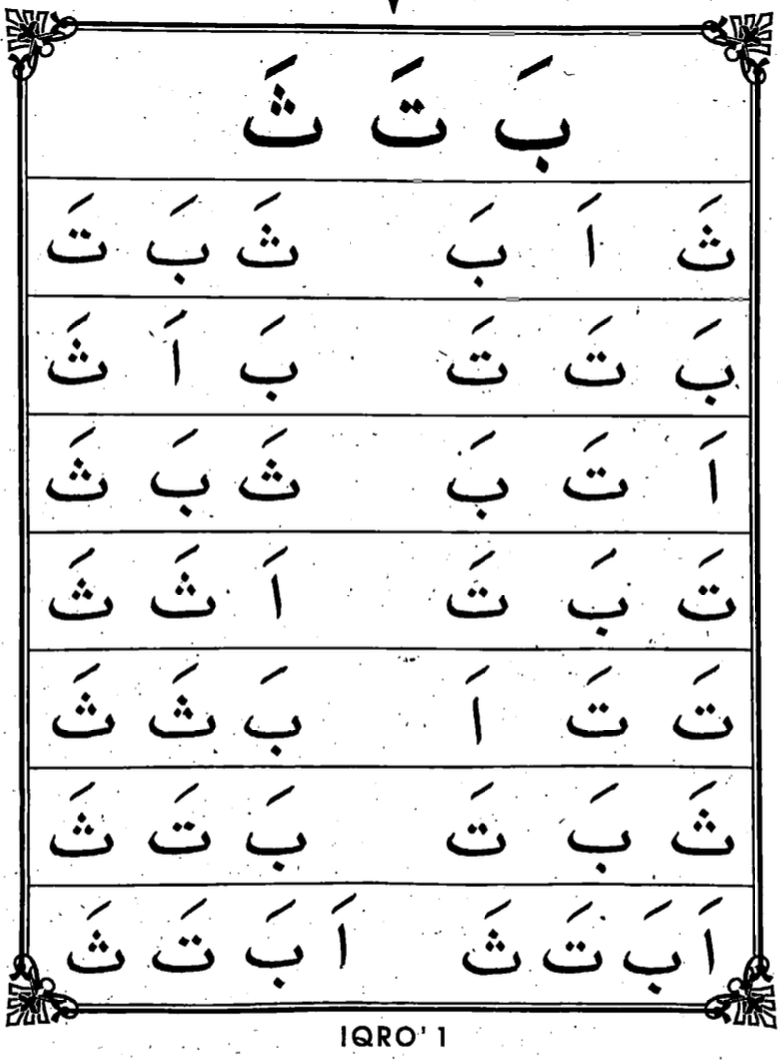 بَ تَ ثَ
ثَ اَ بَ ثَ بَ تَ
بَ تَ تَ بَ اَ ثَ
اَ تَ بَ ثَ بَ ثَ
تَ بَ تَ اَ ثَ ثَ
تَ تَ اَ بَ ثَ ثَ
ثَ بَ تَ بَ تَ ثَ
اَ بَ تَ ثَ اَ بَ تَ ثَ
IQRO' 1